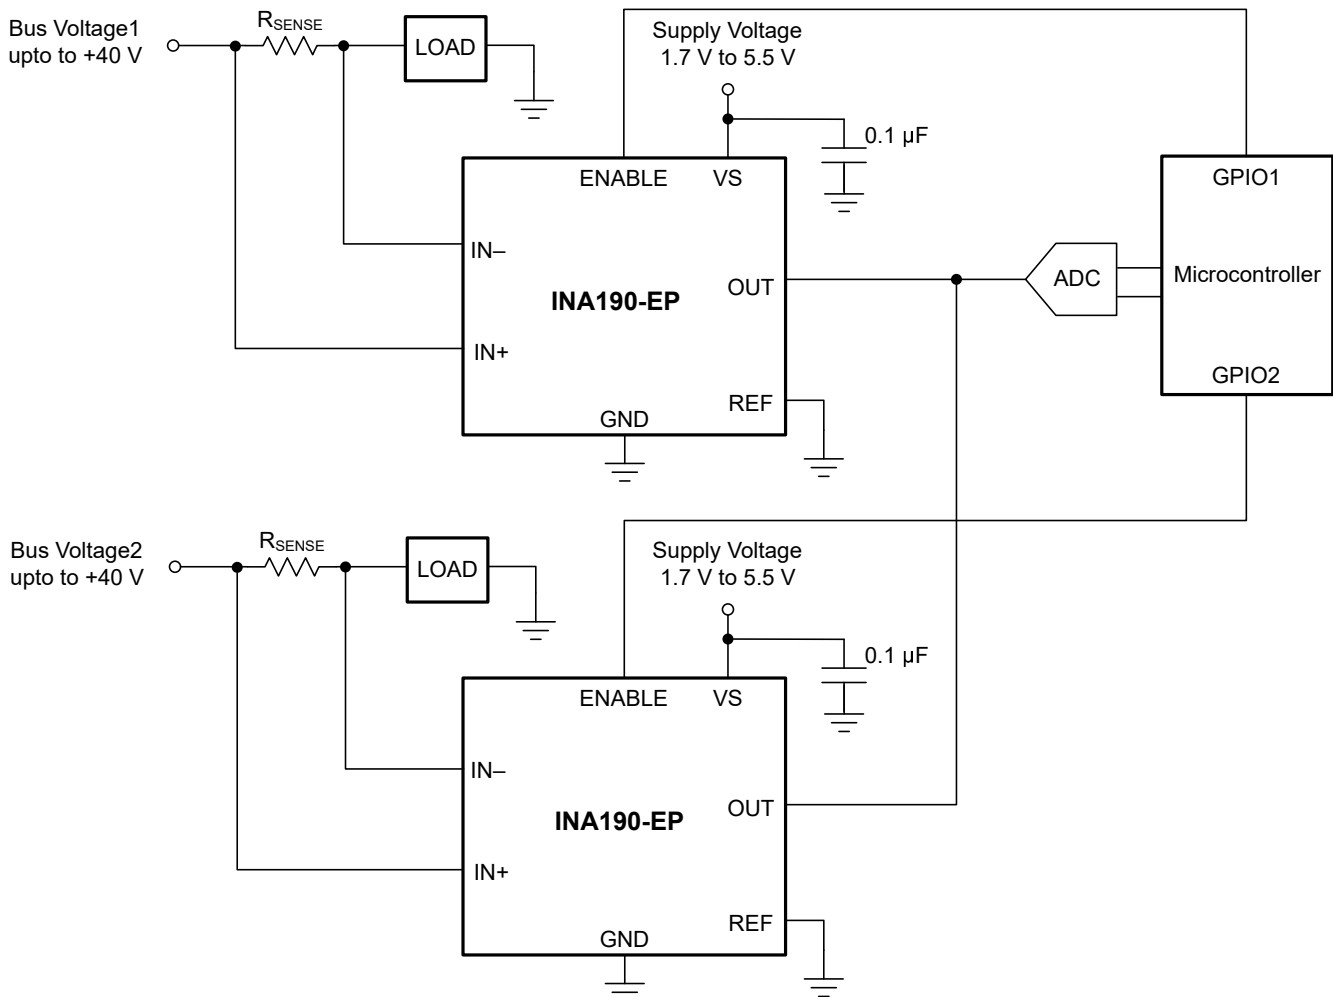 Bus Voltage1
upto to +40 V
RSENSE
LOAD
Supply Voltage
1.7 V to 5.5 V
0.1 µF
ENABLE
VS
GPIO1
IN–
INA190-EP
OUT
ADC
Microcontroller
IN+
REF
GPIO2
GND
Bus Voltage2
upto to +40 V
RSENSE
LOAD
Supply Voltage
1.7 V to 5.5 V
0.1 µF
ENABLE
VS
IN–
INA190-EP
OUT
IN+
REF
GND